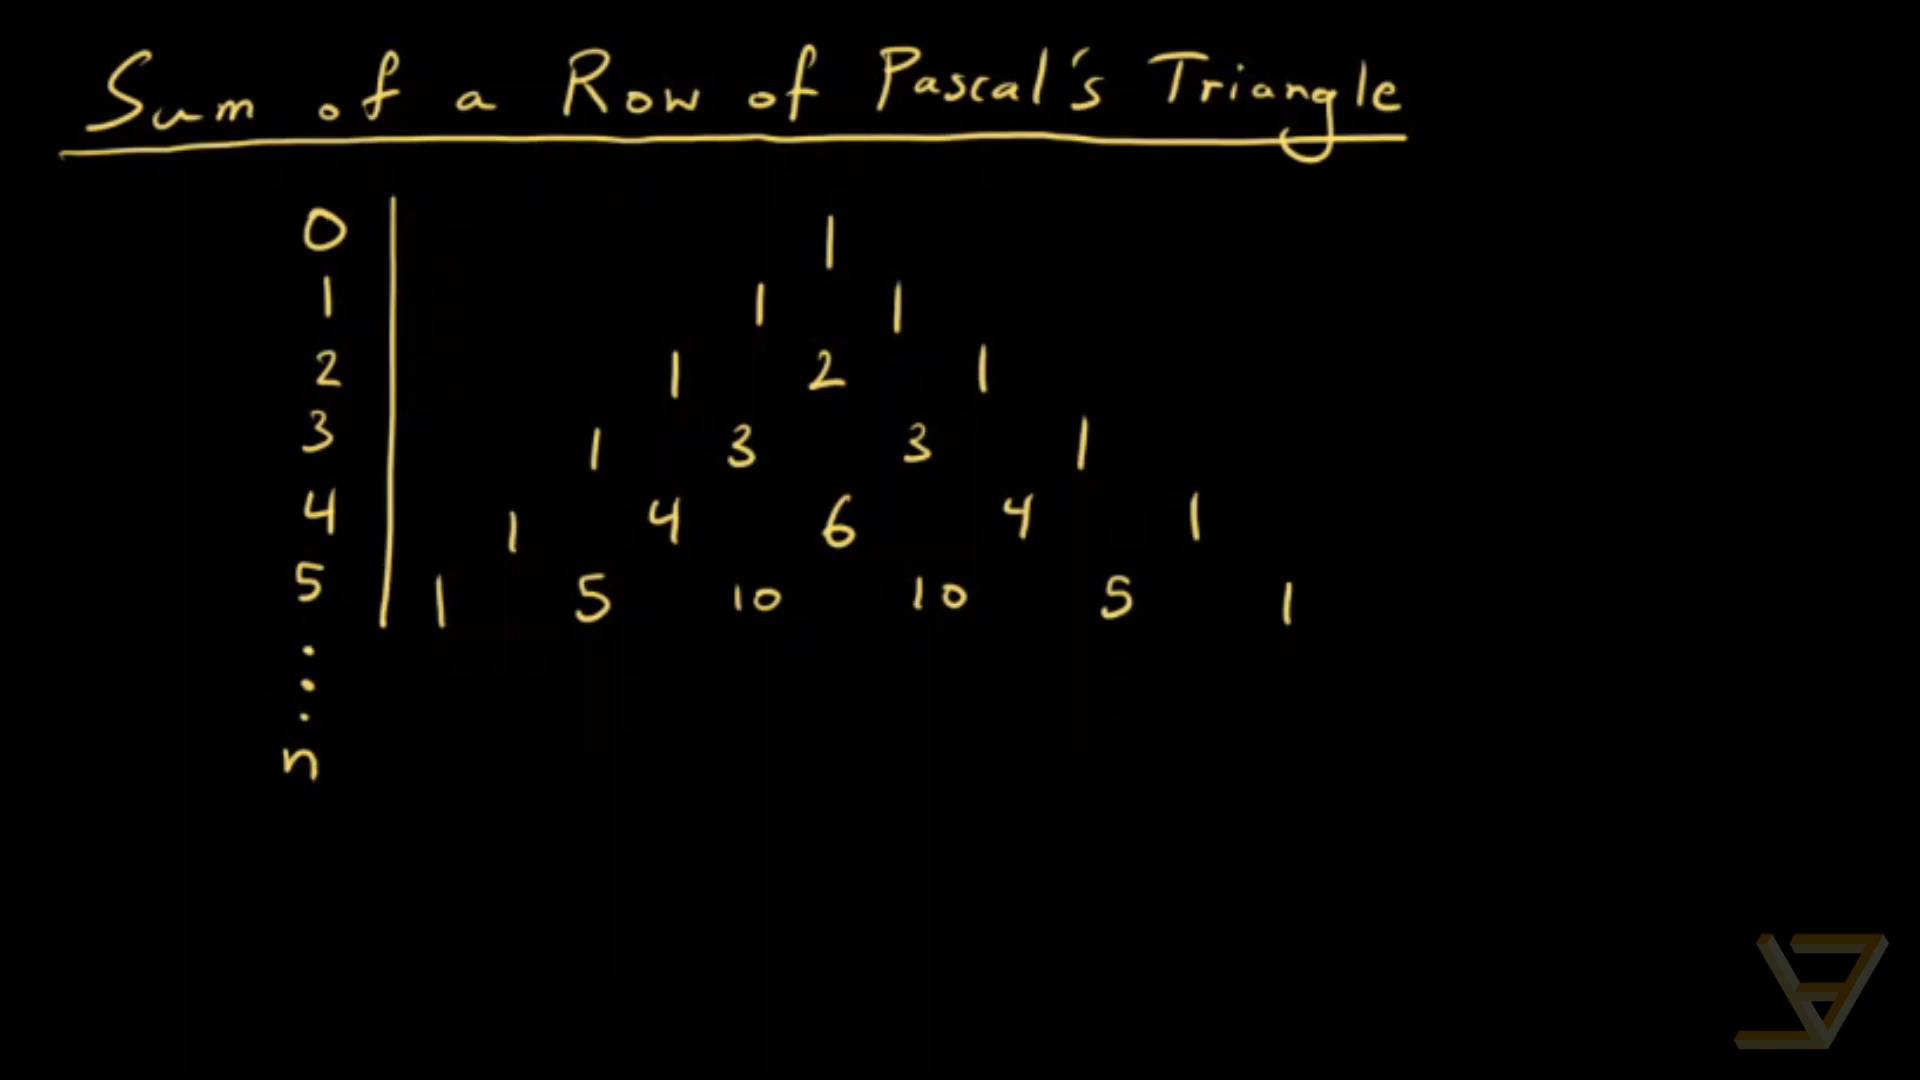 Sum of a Row of Pascal's Triangle
0 1
1 1 1
2 1 2 1
3 1 3 3 1
4 1 4 6 4 1
5 1 5 10 10 5 1
.
.
.
n